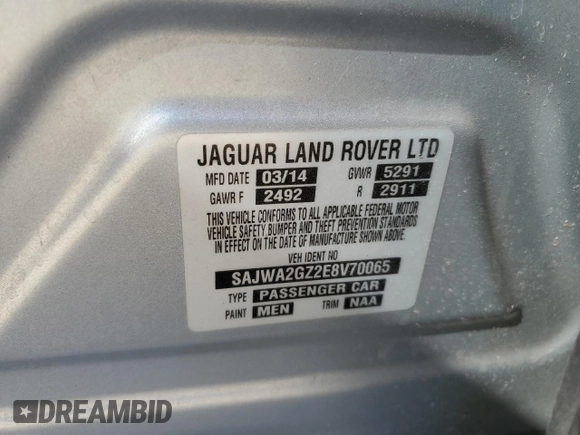 JAGUAR LAND ROVER LTD
MFD DATE 03/14 GVWR 5291
GAWR F 2492 R 2911
THIS VEHICLE CONFORMS TO ALL APPLICABLE FEDERAL MOTOR
VEHICLE SAFETY, BUMPER AND THEFT PREVENTION STANDARDS
IN EFFECT ON THE DATE OF MANUFACTURE SHOWN ABOVE.
VEH IDENT NO
SAJWA2GZ2E8V70065
TYPE PASSENGER CAR
PAINT MEN TRIM NAA
DREAMBID